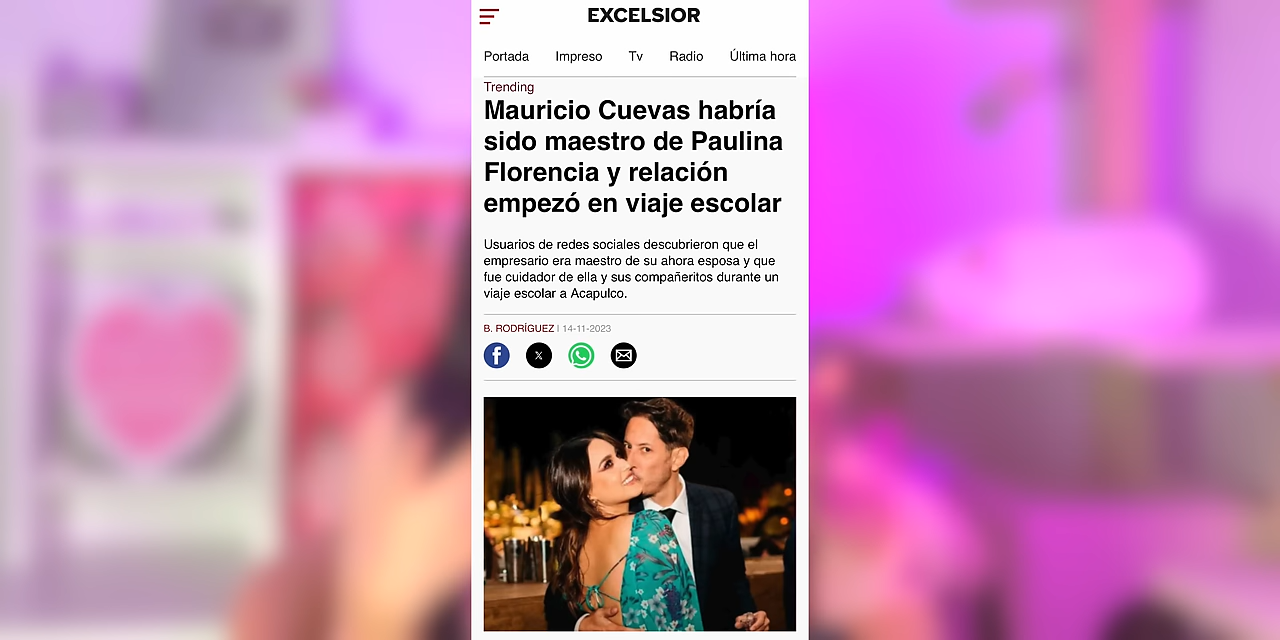 EXCELSIOR
Portada Impreso Tv Radio Última hora
Trending
Mauricio Cuevas habría
sido maestro de Paulina
Florencia y relación
empezó en viaje escolar
Usuarios de redes sociales descubrieron que el
empresario era maestro de su ahora esposa y que
fue cuidador de ella y sus compañeritos durante un
viaje escolar a Acapulco.
B. RODRÍGUEZ | 14-11-2023